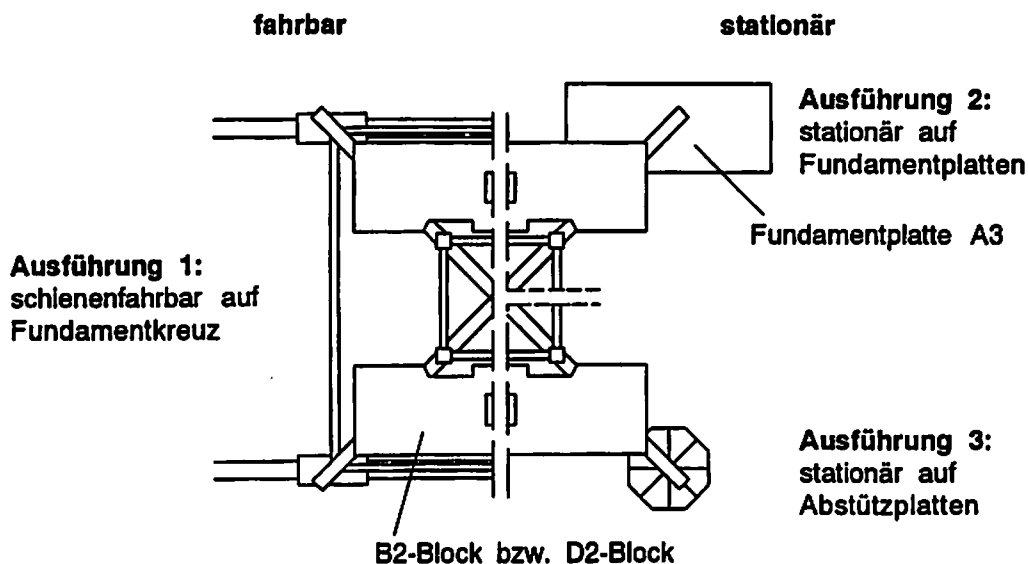 fahrbar
stationär
Ausführung 2:
stationär auf
Fundamentplatten
Fundamentplatte A3
Ausführung 1:
schienenfahrbar auf
Fundamentkreuz
Ausführung 3:
stationär auf
Abstützplatten
B2-Block bzw. D2-Block